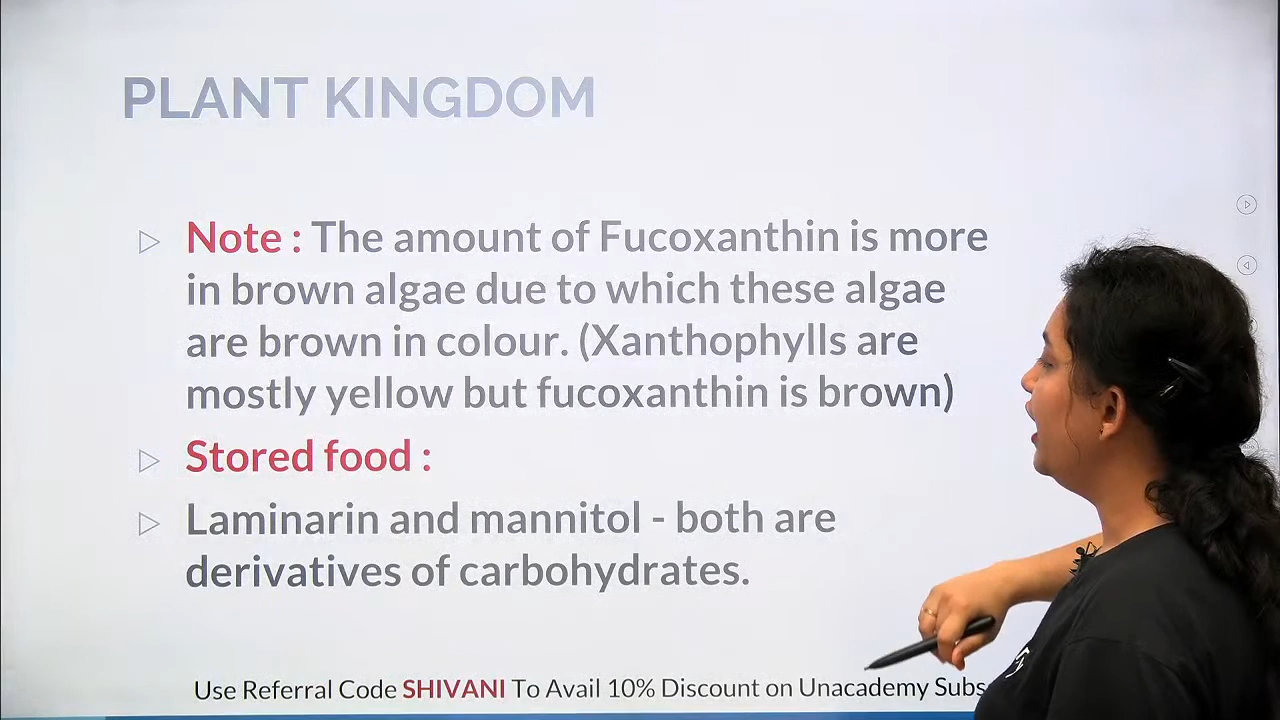 PLANT KINGDOM
Note : The amount of Fucoxanthin is more
in brown algae due to which these algae
are brown in colour. (Xanthophylls are
mostly yellow but fucoxanthin is brown)
Stored food :
Laminarin and mannitol - both are
derivatives of carbohydrates.
Use Referral Code SHIVANI To Avail 10% Discount on Unacademy Subs